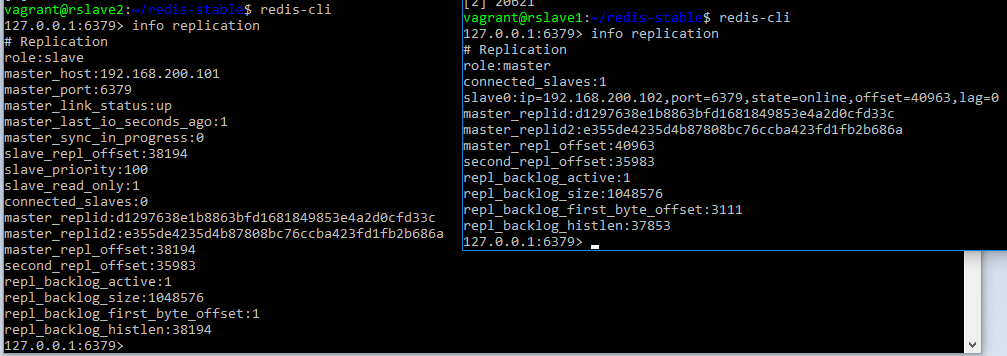 vagrant@rslave2:~/redis-stable$ redis-cli
127.0.0.1:6379> info replication
# Replication
role:slave
master_host:192.168.200.101
master_port:6379
master_link_status:up
master_last_io_seconds_ago:1
master_sync_in_progress:0
slave_repl_offset:38194
slave_priority:100
slave_read_only:1
connected_slaves:0
master_replid:d1297638e1b8863bfd1681849853e4a2d0cfd33c
master_replid2:e355de4235d4b87808bc76ccba423fd1fb2b686a
master_repl_offset:38194
second_repl_offset:35983
repl_backlog_active:1
repl_backlog_size:1048576
repl_backlog_first_byte_offset:1
repl_backlog_histlen:38194
127.0.0.1:6379>
[2] 20621
vagrant@rslave1:~/redis-stable$ redis-cli
127.0.0.1:6379> info replication
# Replication
role:master
connected_slaves:1
slave0:ip=192.168.200.102,port=6379,state=online,offset=40963,lag=0
master_replid:d1297638e1b8863bfd1681849853e4a2d0cfd33c
master_replid2:e355de4235d4b87808bc76ccba423fd1fb2b686a
master_repl_offset:40963
second_repl_offset:35983
repl_backlog_active:1
repl_backlog_size:1048576
repl_backlog_first_byte_offset:3111
repl_backlog_histlen:37853
127.0.0.1:6379>